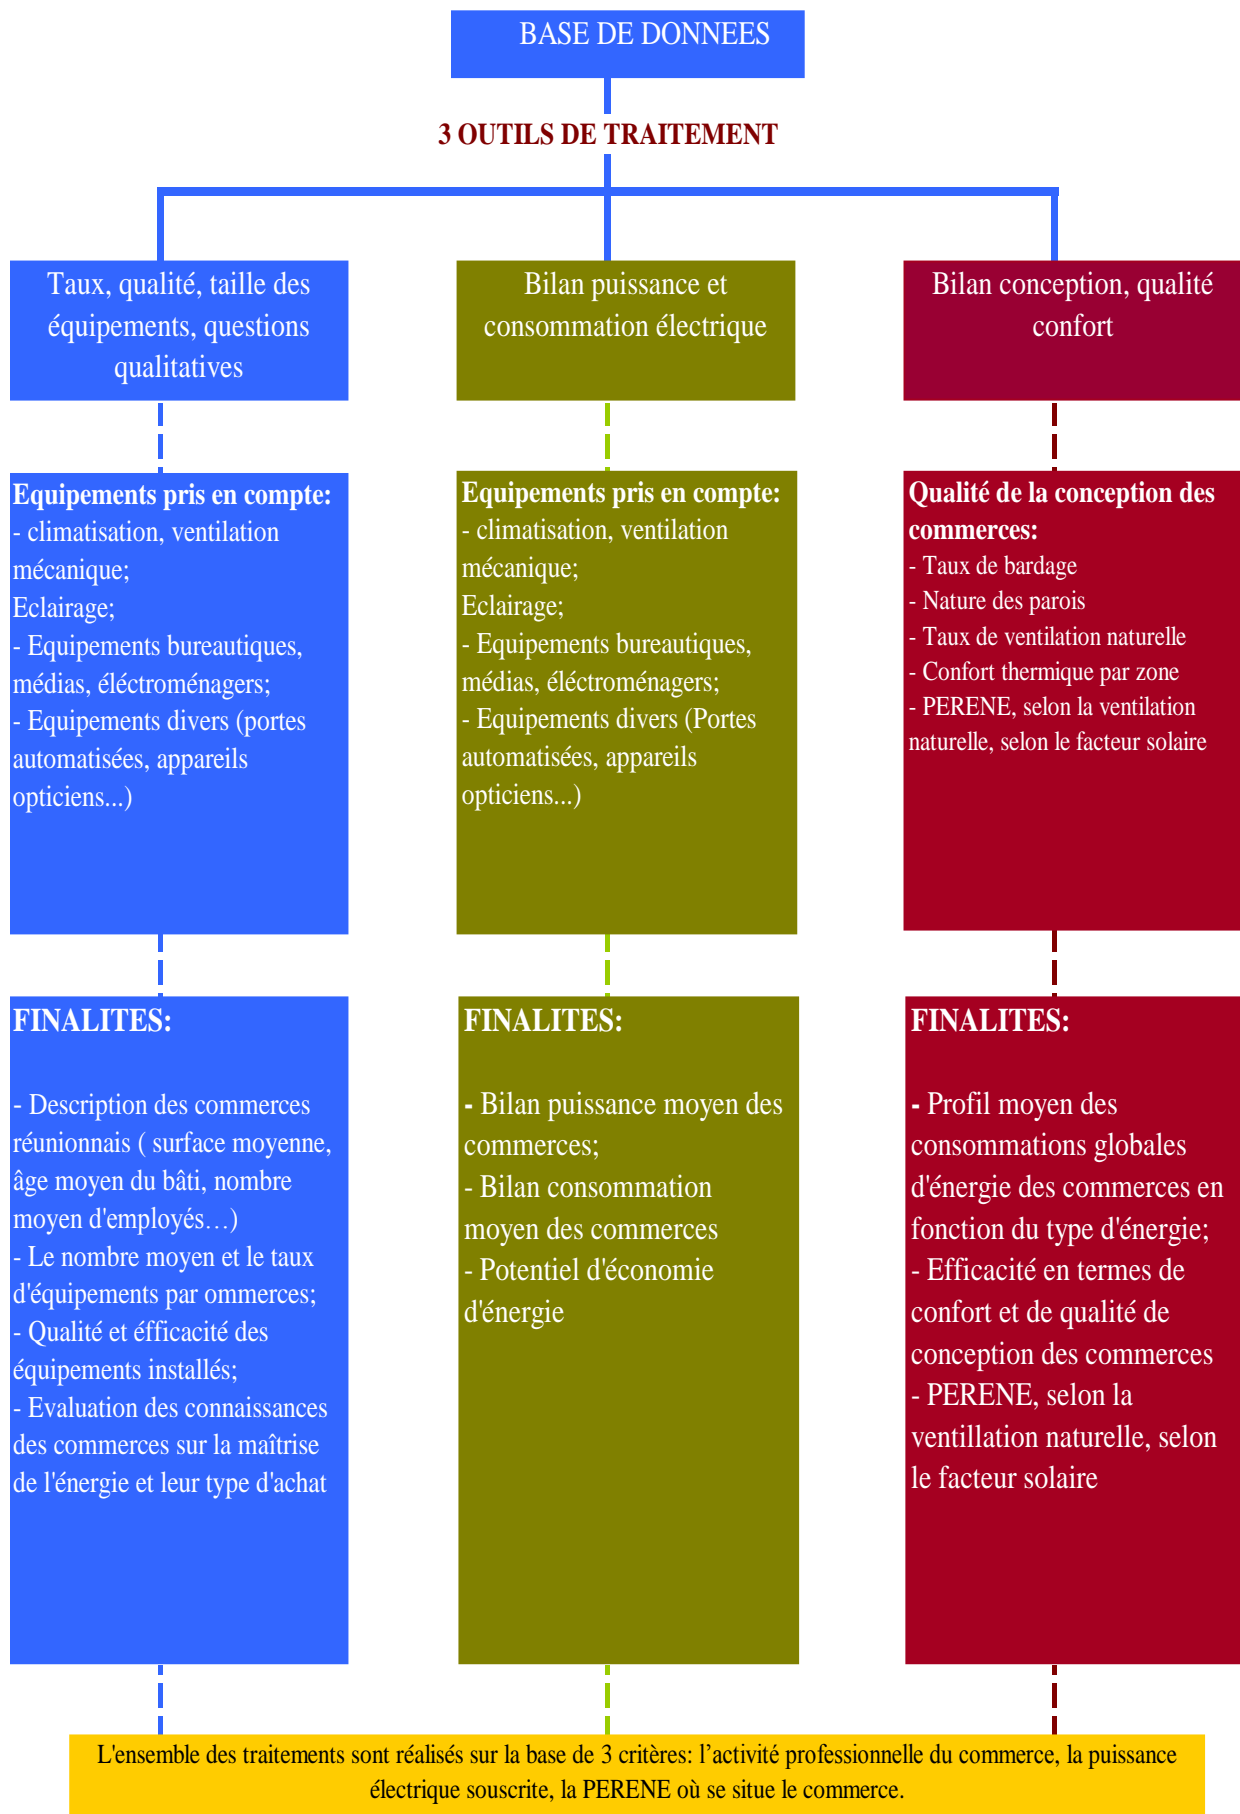 BASE DE DONNEES
3 OUTILS DE TRAITEMENT
Taux, qualité, taille des
équipements, questions
qualitatives
Bilan puissance et
consommation électrique
Bilan conception, qualité
confort
Equipements pris en compte:
- climatisation, ventilation
mécanique;
Eclairage;
- Equipements bureautiques,
médias, éléctroménagers;
- Equipements divers (portes
automatisées, appareils
opticiens...)
Equipements pris en compte:
- climatisation, ventilation
mécanique;
Eclairage;
- Equipements bureautiques,
médias, éléctroménagers;
- Equipements divers (Portes
automatisées, appareils
opticiens...)
Qualité de la conception des
commerces:
- Taux de bardage
- Nature des parois
- Taux de ventilation naturelle
- Confort thermique par zone
- PERENE, selon la ventilation
naturelle, selon le facteur solaire
FINALITES:
- Description des commerces
réunionnais ( surface moyenne,
âge moyen du bâti, nombre
moyen d'employés…)
- Le nombre moyen et le taux
d'équipements par ommerces;
- Qualité et éfficacité des
équipements installés;
- Evaluation des connaissances
des commerces sur la maîtrise
de l'énergie et leur type d'achat
FINALITES:
- Bilan puissance moyen des
commerces;
- Bilan consommation
moyen des commerces
- Potentiel d'économie
d'énergie
FINALITES:
- Profil moyen des
consommations globales
d'énergie des commerces en
fonction du type d'énergie;
- Efficacité en termes de
confort et de qualité de
conception des commerces
- PERENE, selon la
ventillation naturelle, selon
le facteur solaire
L'ensemble des traitements sont réalisés sur la base de 3 critères: l’activité professionnelle du commerce, la puissance
électrique souscrite, la PERENE où se situe le commerce.